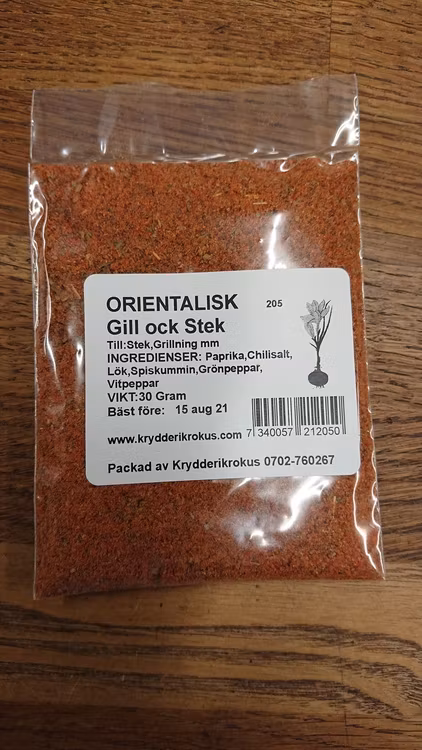 ORIENTALISK 205
Gill ock Stek
Till:Stek,Grillning mm
INGREDIENSER: Paprika,Chilisalt,
Lök,Spiskummin,Grönpeppar,
Vitpeppar
VIKT:30 Gram
Bäst före: 15 aug 21
www.krydderikrokus.com
7 340057 212050
Packad av Krydderikrokus 0702-760267